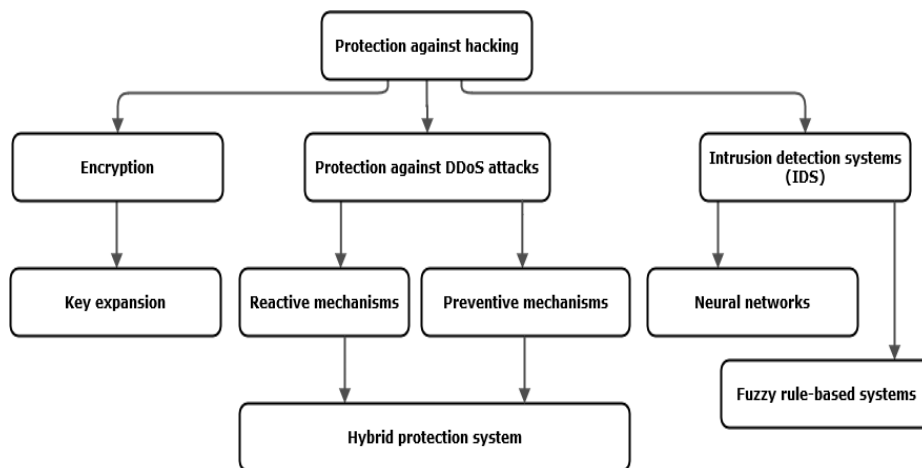 Protection against hacking
Encryption
Protection against DDoS attacks
Intrusion detection systems
(IDS)
Key expansion
Reactive mechanisms
Preventive mechanisms
Neural networks
Fuzzy rule-based systems
Hybrid protection system